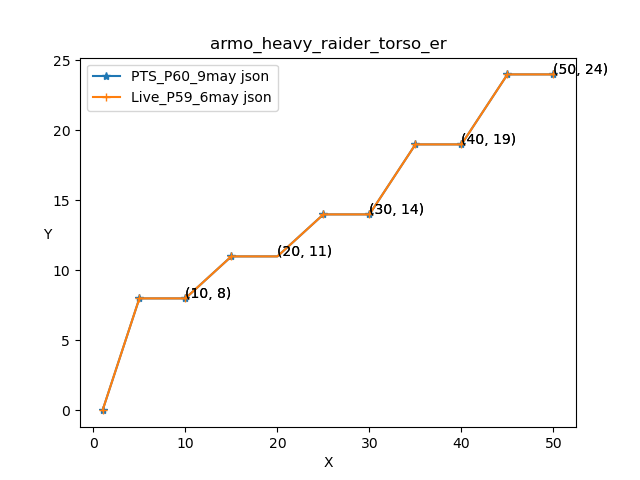 armo_heavy_raider_torso_er
PTS_P60_9may json
Live_P59_6may json
25
20
15
10
5
0
Y
(50, 24)
(40, 19)
(30, 14)
(20, 11)
(10, 8)
0 10 20 30 40 50
X